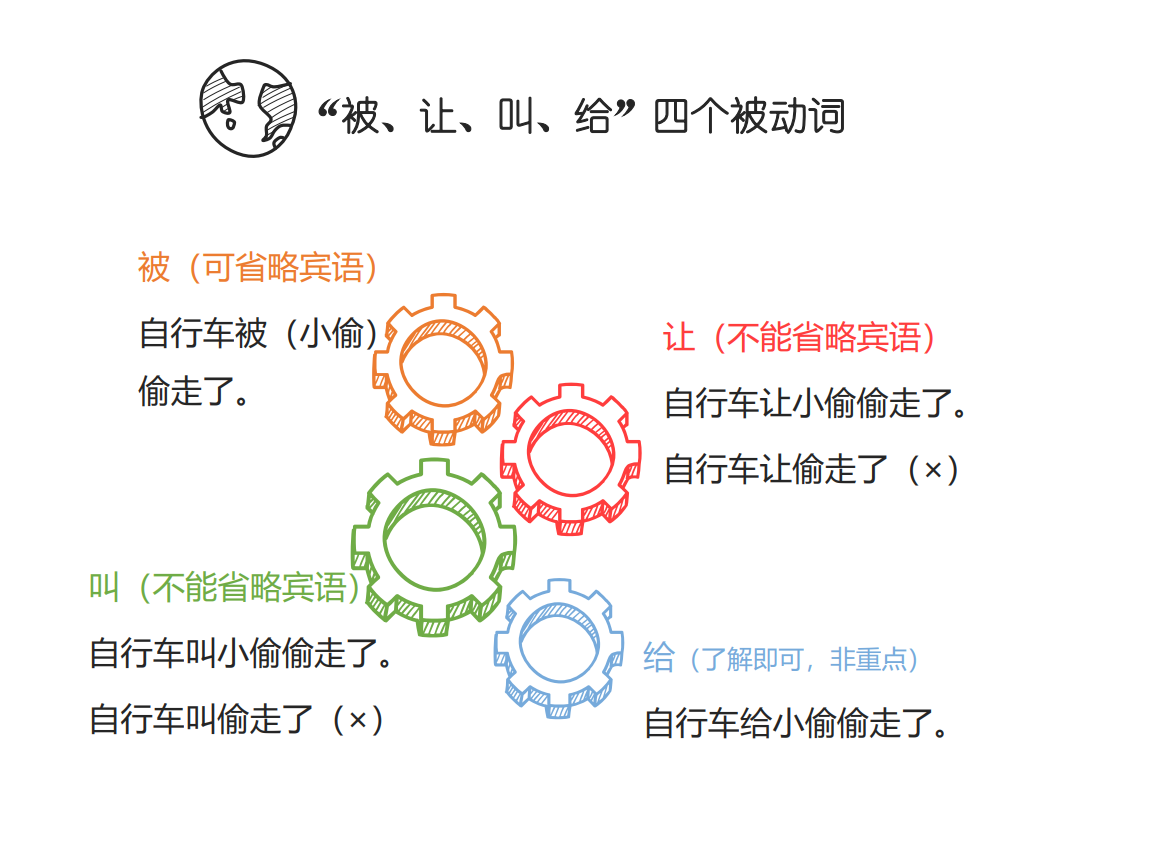 “被、让、叫、给”四个被动词
被（可省略宾语）
自行车被（小偷）
偷走了。
让（不能省略宾语）
自行车让小偷偷走了。
自行车让偷走了（×）
叫（不能省略宾语）
自行车叫小偷偷走了。
自行车叫偷走了（×）
给（了解即可，非重点）
自行车给小偷偷走了。